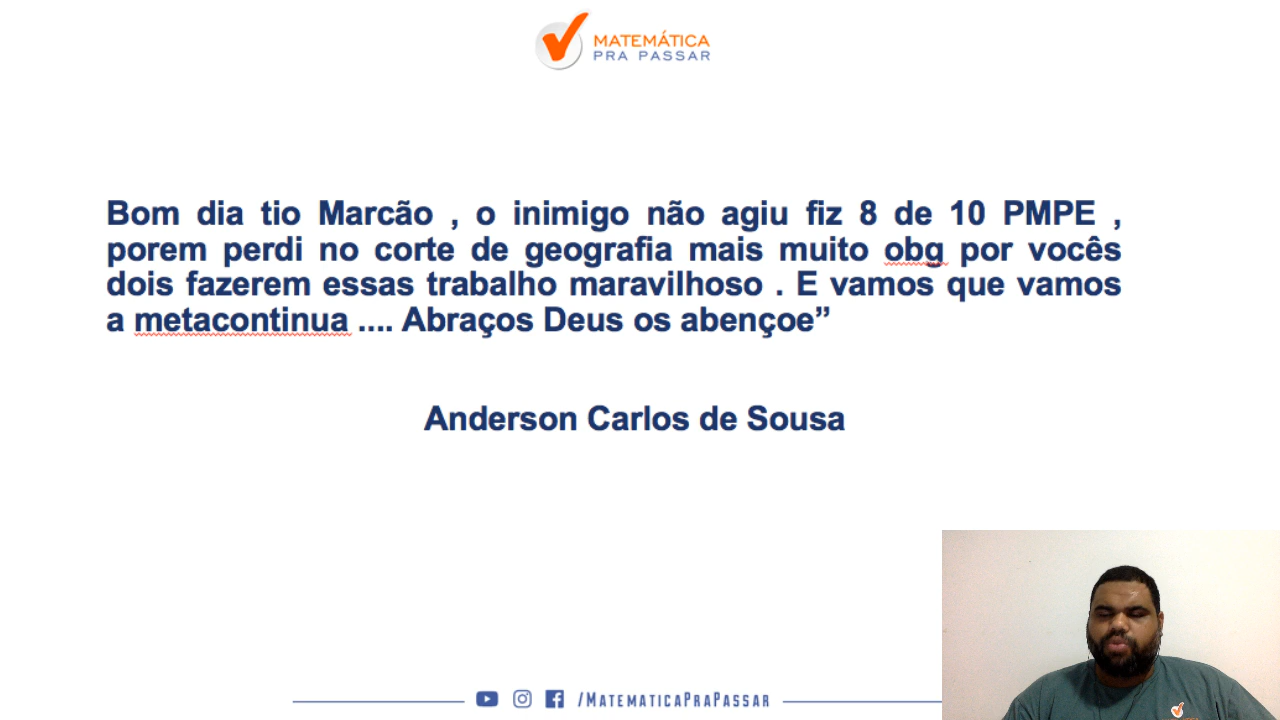 MATEMÁTICA
PRA PASSAR
Bom dia tio Marcão , o inimigo não agiu fiz 8 de 10 PMPE ,
porem perdi no corte de geografia mais muito obg por vocês
dois fazerem essas trabalho maravilhoso . E vamos que vamos
a metacontinua .... Abraços Deus os abençoe”
Anderson Carlos de Sousa
/MATEMATICAPRAPASSAR